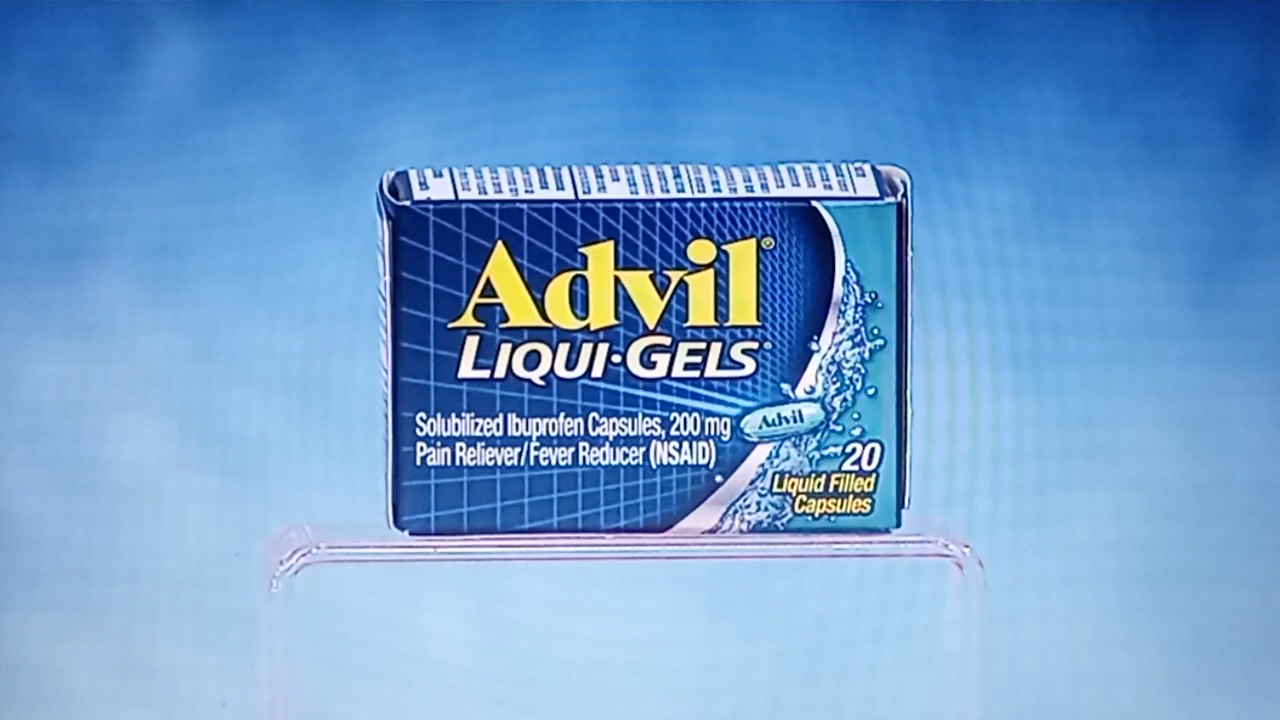 Advil®
LIQUI·GELS
Solubilized Ibuprofen Capsules, 200 mg
Pain Reliever/Fever Reducer (NSAID)
Advil
20
Liquid Filled
Capsules